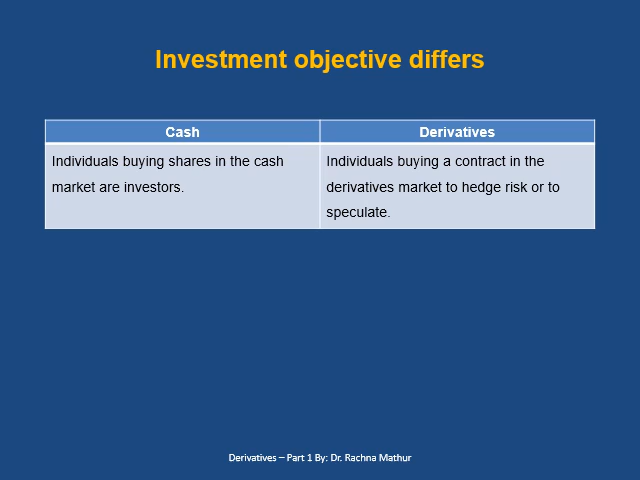 Investment objective differs
Cash
Derivatives
Individuals buying shares in the cash
market are investors.
Individuals buying a contract in the
derivatives market to hedge risk or to
speculate.
Derivatives – Part 1 By: Dr. Rachna Mathur